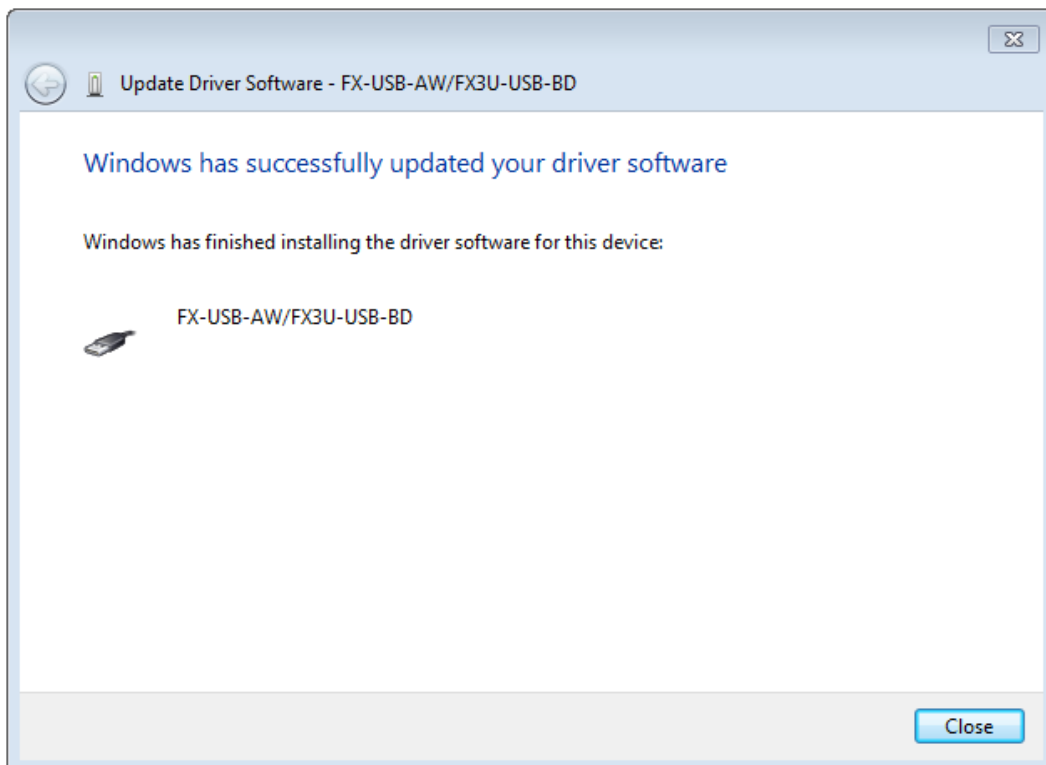 Update Driver Software - FX-USB-AW/FX3U-USB-BD
Windows has successfully updated your driver software
Windows has finished installing the driver software for this device:
FX-USB-AW/FX3U-USB-BD
Close